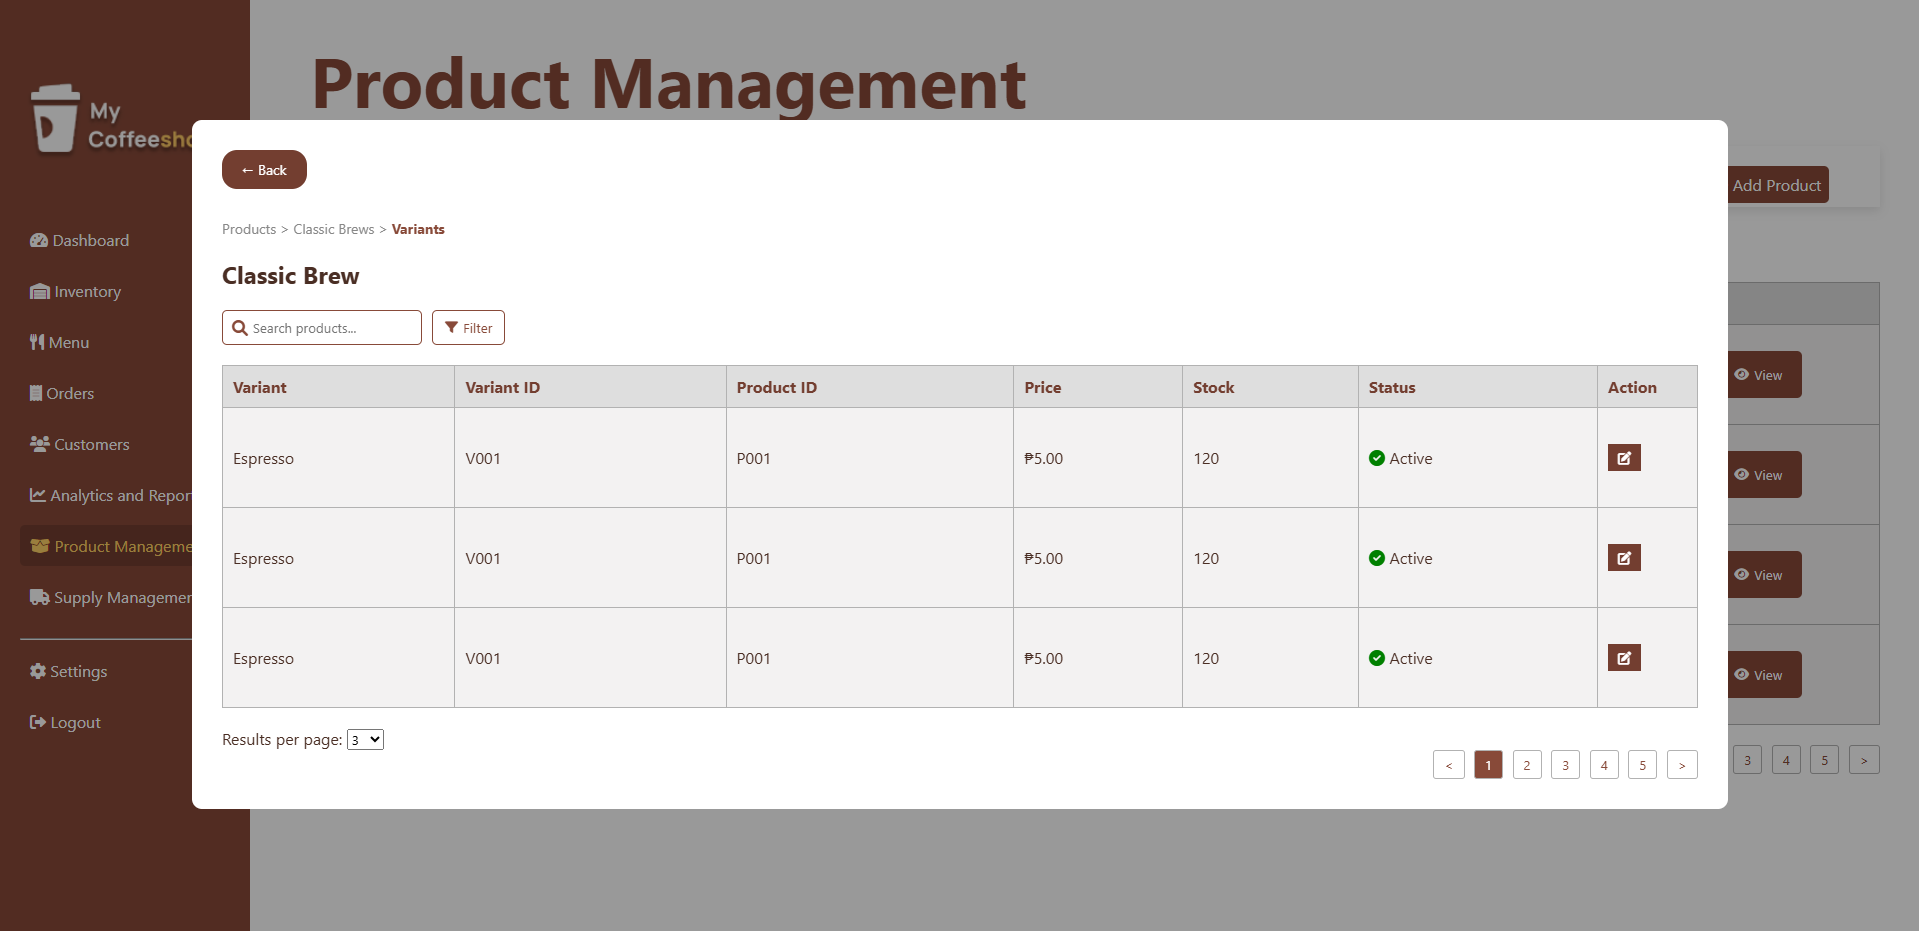 Product Management
My
Coffeesho
Dashboard
Inventory
Menu
Orders
Customers
Analytics and Repor
Product Manageme
Supply Managemen
Settings
Logout
← Back
Products > Classic Brews > Variants
Classic Brew
Search products...
Filter
Variant Variant ID Product ID Price Stock Status Action
Espresso V001 P001 ₱5.00 120 Active
Espresso V001 P001 ₱5.00 120 Active
Espresso V001 P001 ₱5.00 120 Active
Results per page: 3
< 1 2 3 4 5 >
Add Product
View
View
View
View
3 4 5 >